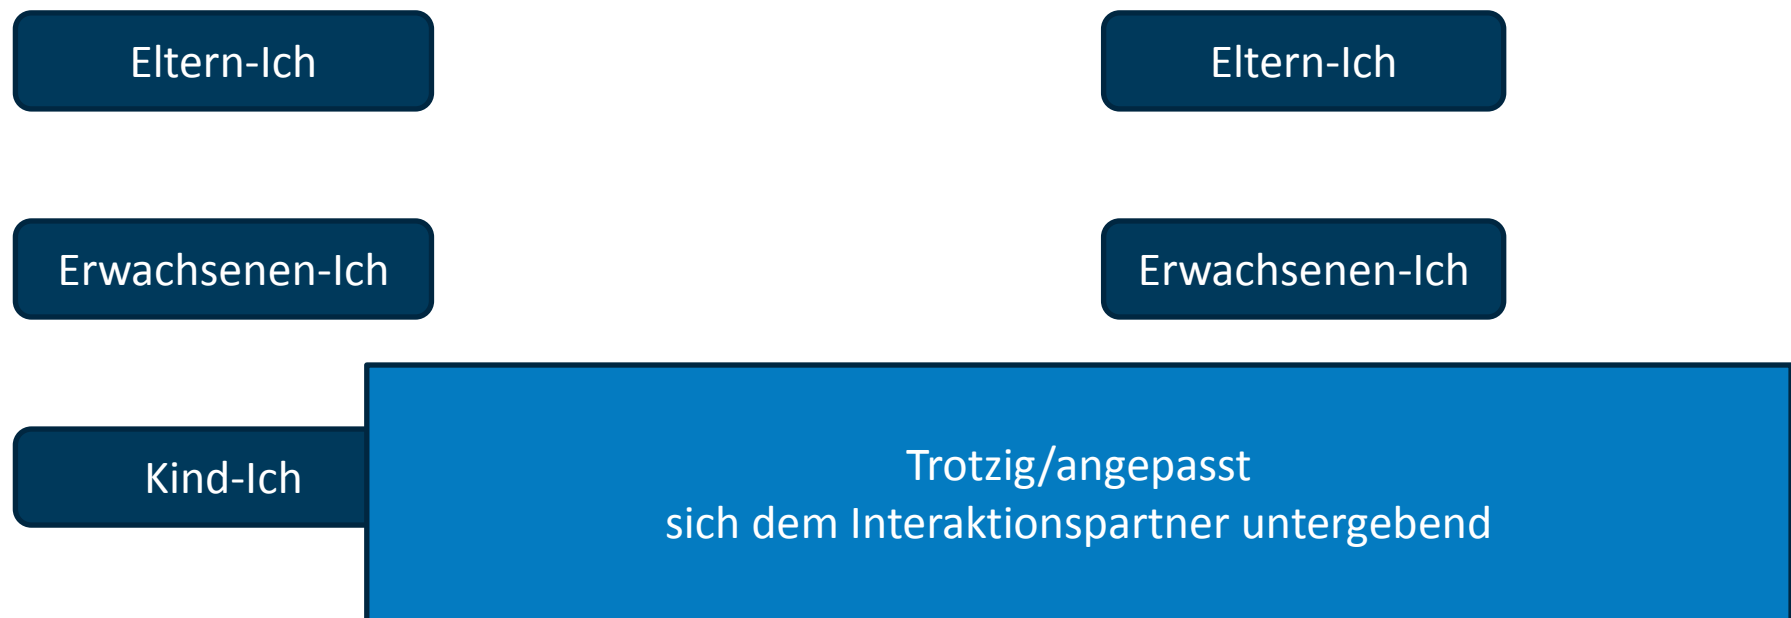 Eltern-Ich
Eltern-Ich
Erwachsenen-Ich
Erwachsenen-Ich
Kind-Ich
Trotzig/angepasst
sich dem Interaktionspartner untergebend